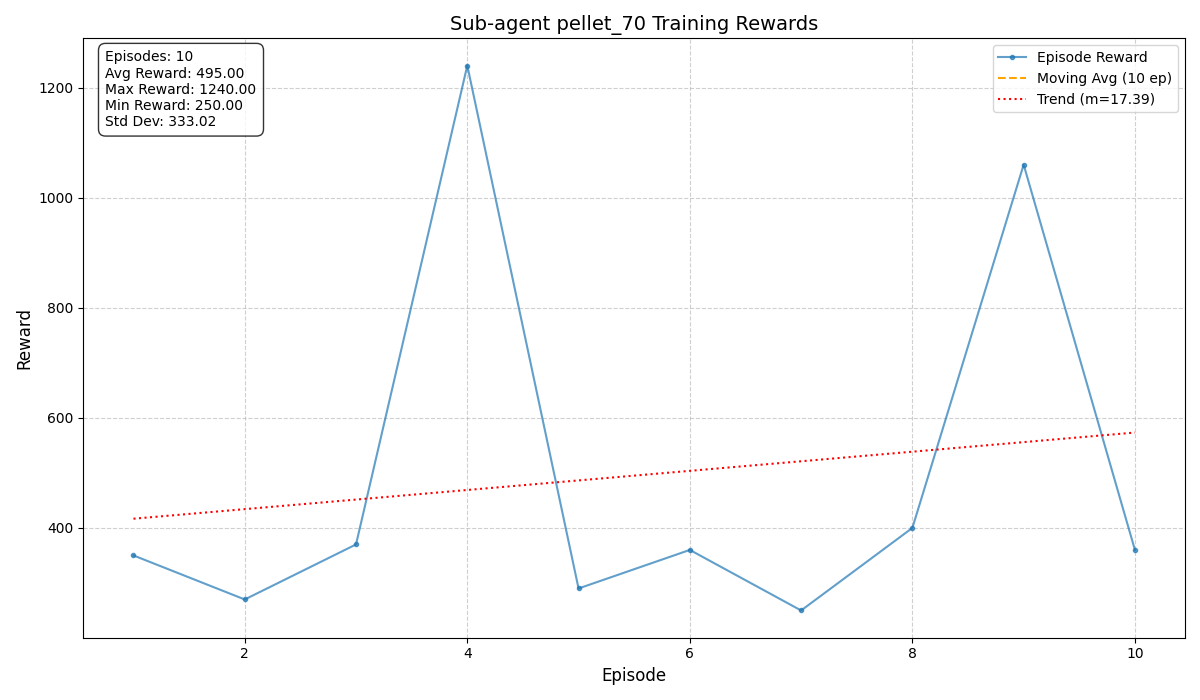 Sub-agent pellet_70 Training Rewards
Episodes: 10
Avg Reward: 495.00
Max Reward: 1240.00
Min Reward: 250.00
Std Dev: 333.02
Episode Reward
Moving Avg (10 ep)
Trend (m=17.39)
1200
1000
800
600
400
Reward
2
4
6
8
10
Episode